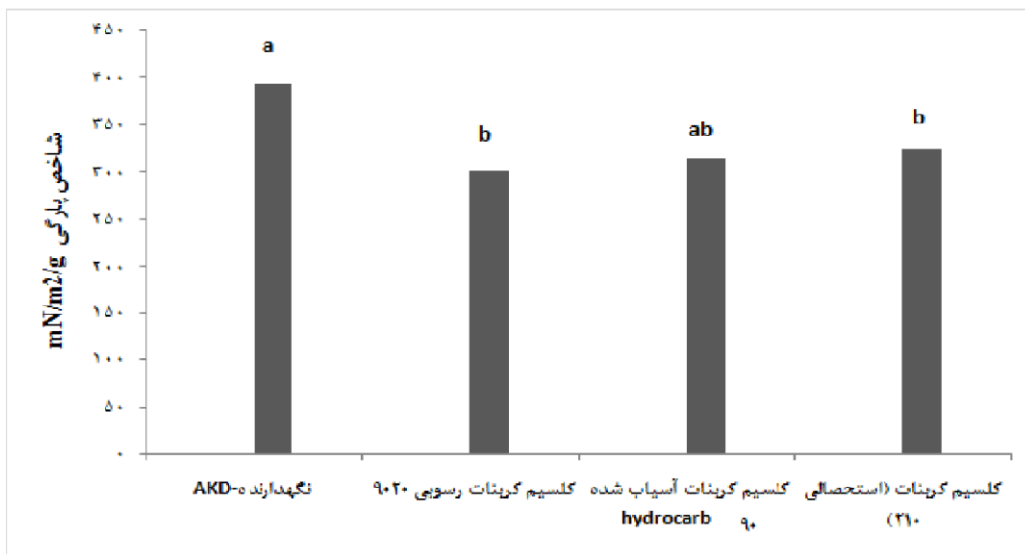 شاخص پارگی mN/m2/g
۴۵۰
۴۰۰
۳۵۰
۳۰۰
۲۵۰
۲۰۰
۱۵۰
۱۰۰
۵۰
۰
a
b
ab
b
نگهدارنده-AKD
کلسیم کربنات رسوبی ۹۰۲۰
کلسیم کربنات آسیاب شده
hydrocarb ۹۰
کلسیم کربنات (استحصالی
۲۱۰)